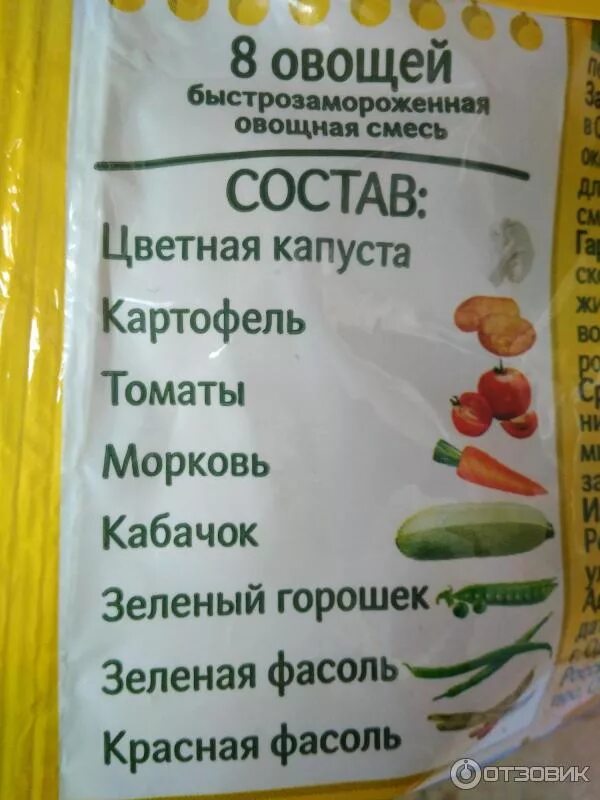 8 овощей
быстрозамороженная
овощная смесь
СОСТАВ:
Цветная капуста
Картофель
Томаты
Морковь
Кабачок
Зеленый горошек
Зеленая фасоль
Красная фасоль
ОТЗОВИК